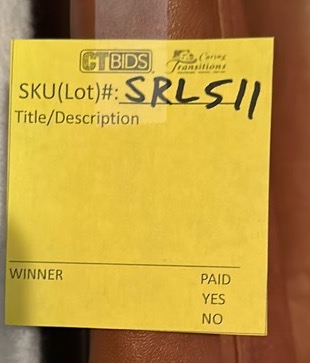 CTBIDS Caring Transitions
SKU(Lot)#: SRL511
Title/Description
WINNER PAID
YES
NO